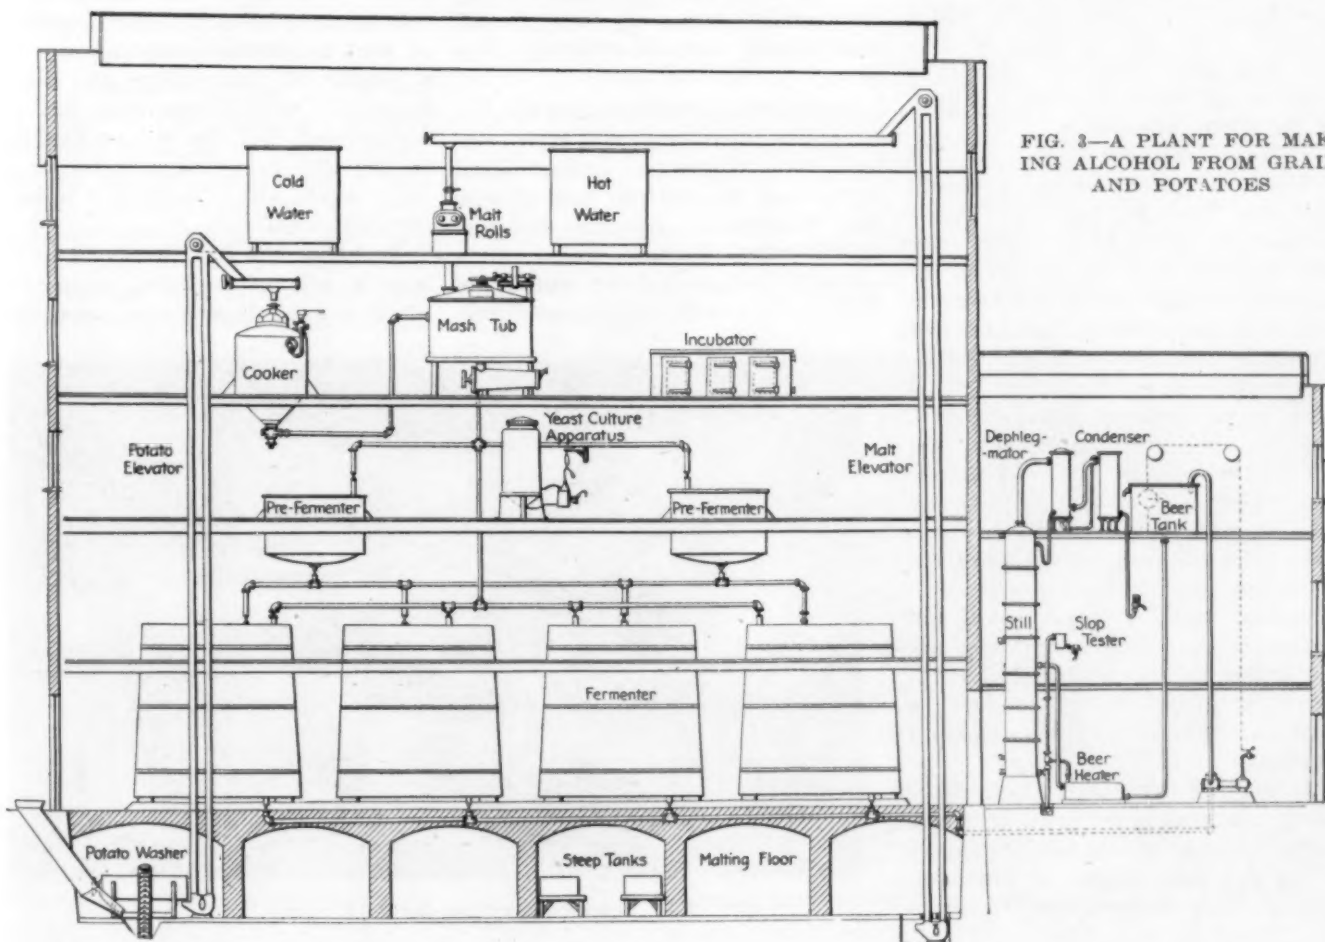 FIG. 3—A PLANT FOR MAK
ING ALCOHOL FROM GRAI
AND POTATOES
Cold
Water
Malt
Rolls
Hot
Water
Mash Tub
Incubator
Cooker
Yeast Culture
Apparatus
Potato
Elevator
Malt
Elevator
Dephleg-
-mator
Condenser
Pre-Fermenter
Pre-Fermenter
Beer
Tank
Still
Slop
Tester
Fermenter
Beer
Heater
Potato Washer
Steep Tanks
Malting Floor